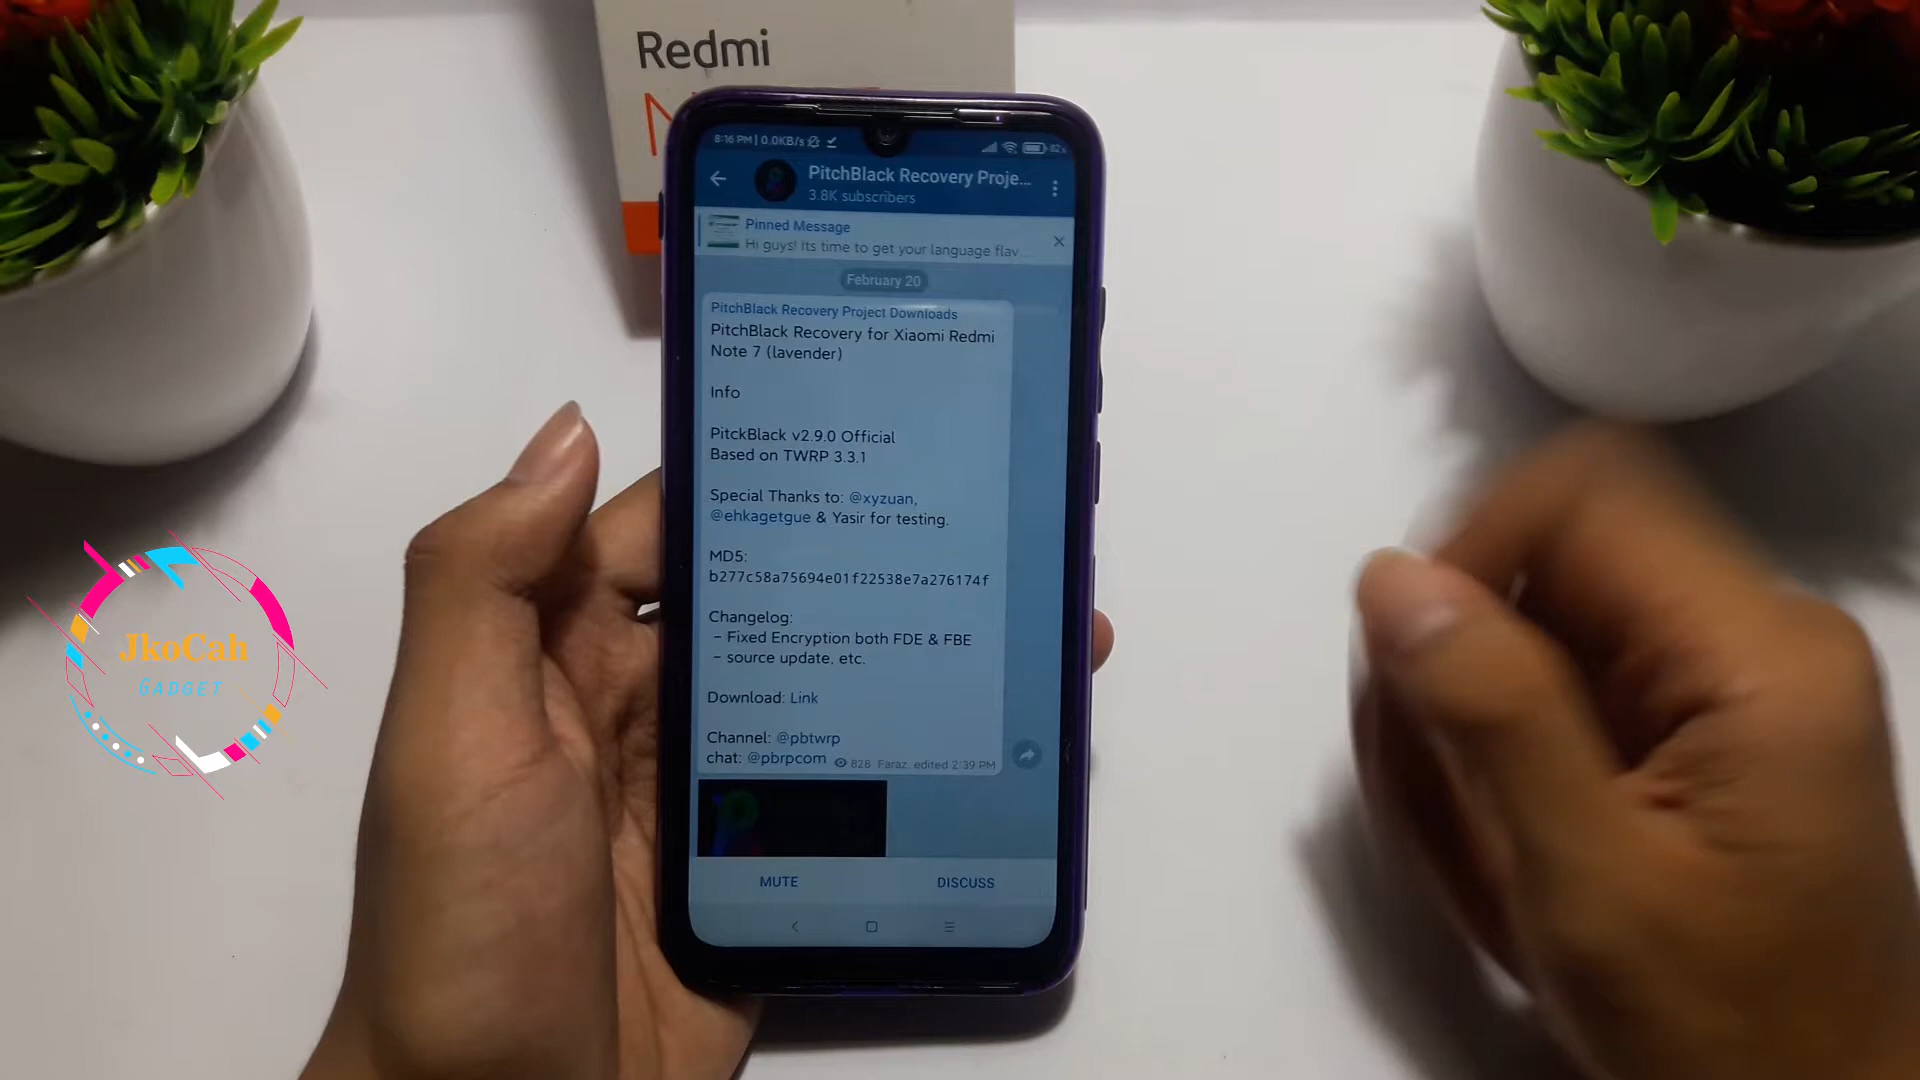 Redmi
8:16 PM | 0.0KB/s
PitchBlack Recovery Proje...
3.8K subscribers
Pinned Message
Hi guys! Its time to get your language flav...
February 20
PitchBlack Recovery Project Downloads
PitchBlack Recovery for Xiaomi Redmi
Note 7 (lavender)
Info
PitckBlack v2.9.0 Official
Based on TWRP 3.3.1
Special Thanks to: @xyzuan,
@ehkagetgue & Yasir for testing.
MD5:
b277c58a75694e01f22538e7a276174f
Changelog:
- Fixed Encryption both FDE & FBE
- source update. etc.
Download: Link
Channel: @pbtwrp
chat: @pbrpcom 828 Faraz, edited 2:39 PM
MUTE DISCUSS
JkoCah
GADGET